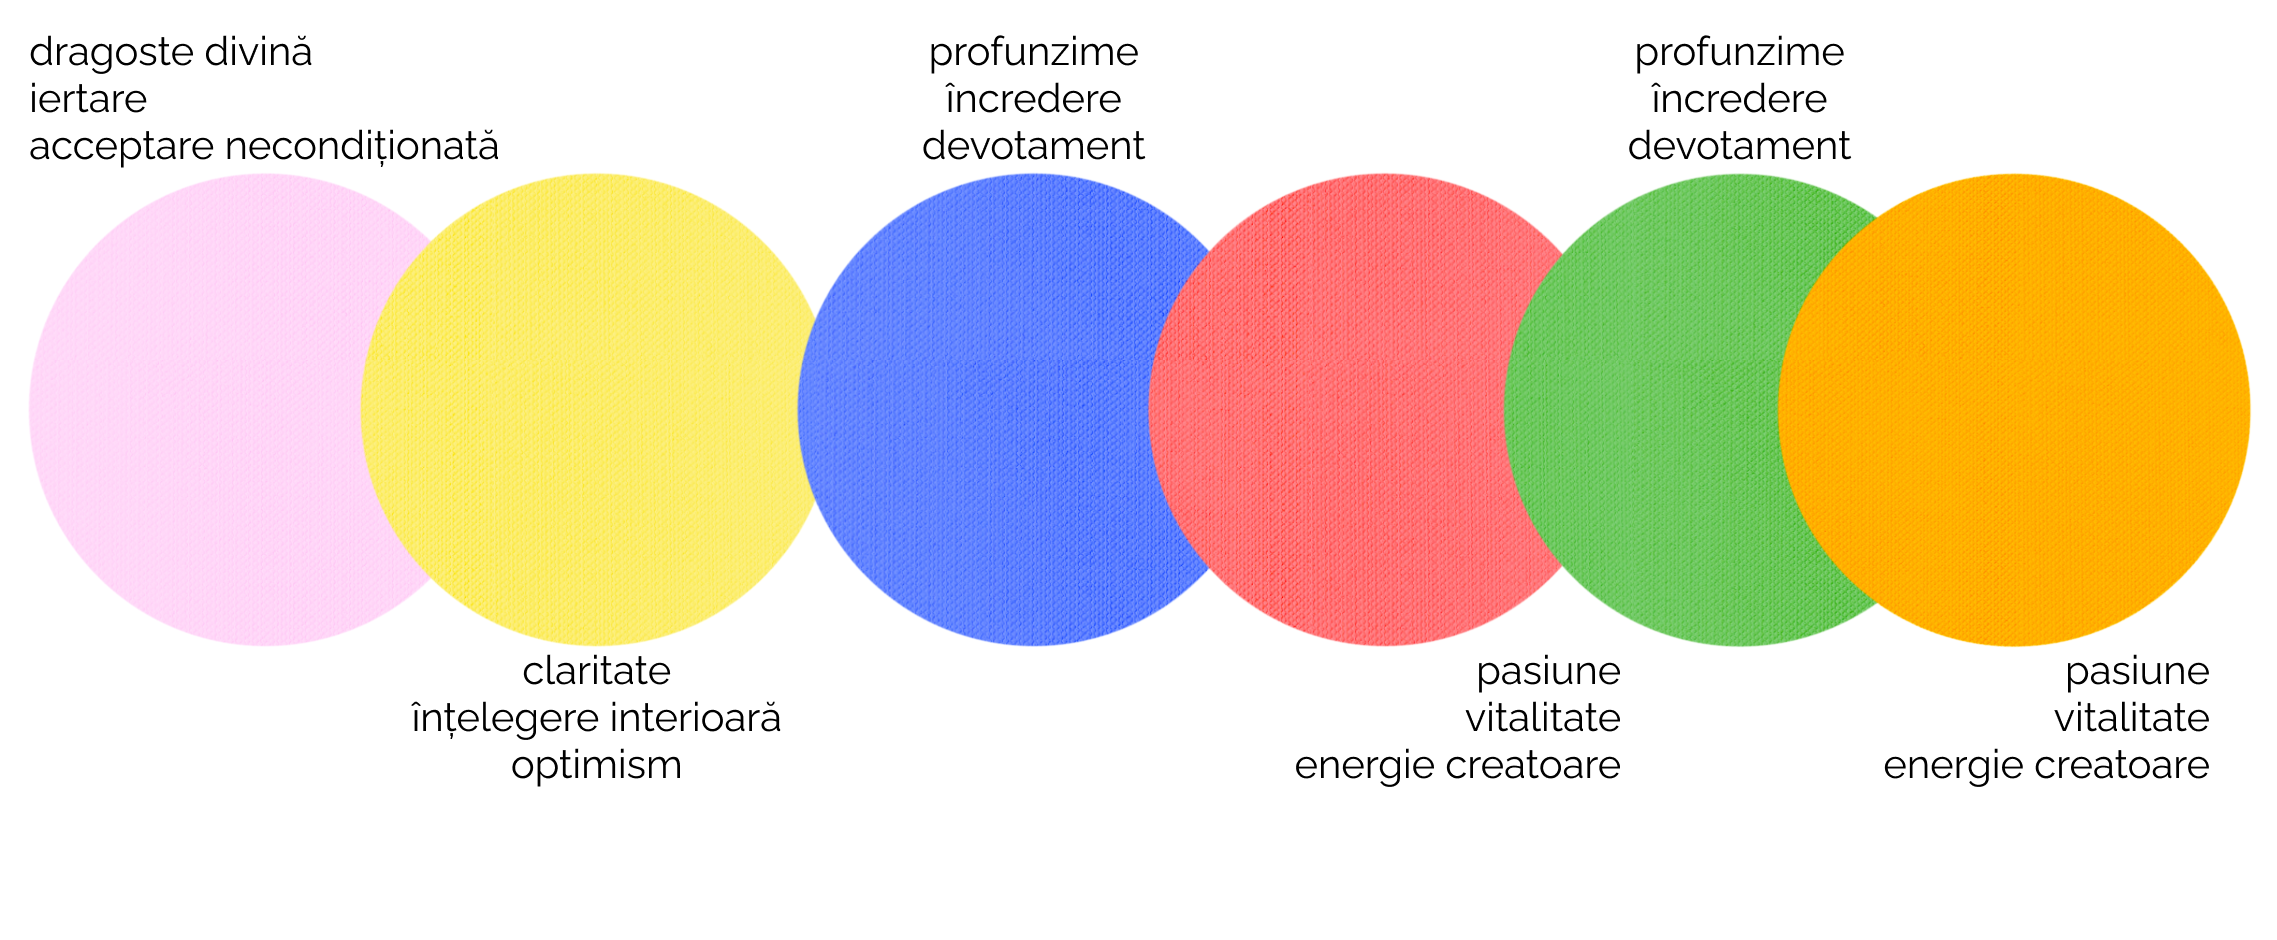 dragoste divină
iertare
acceptare necondiționată
profunzime
încredere
devotament
profunzime
încredere
devotament
claritate
înțelegere interioară
optimism
pasiune
vitalitate
energie creatoare
pasiune
vitalitate
energie creatoare